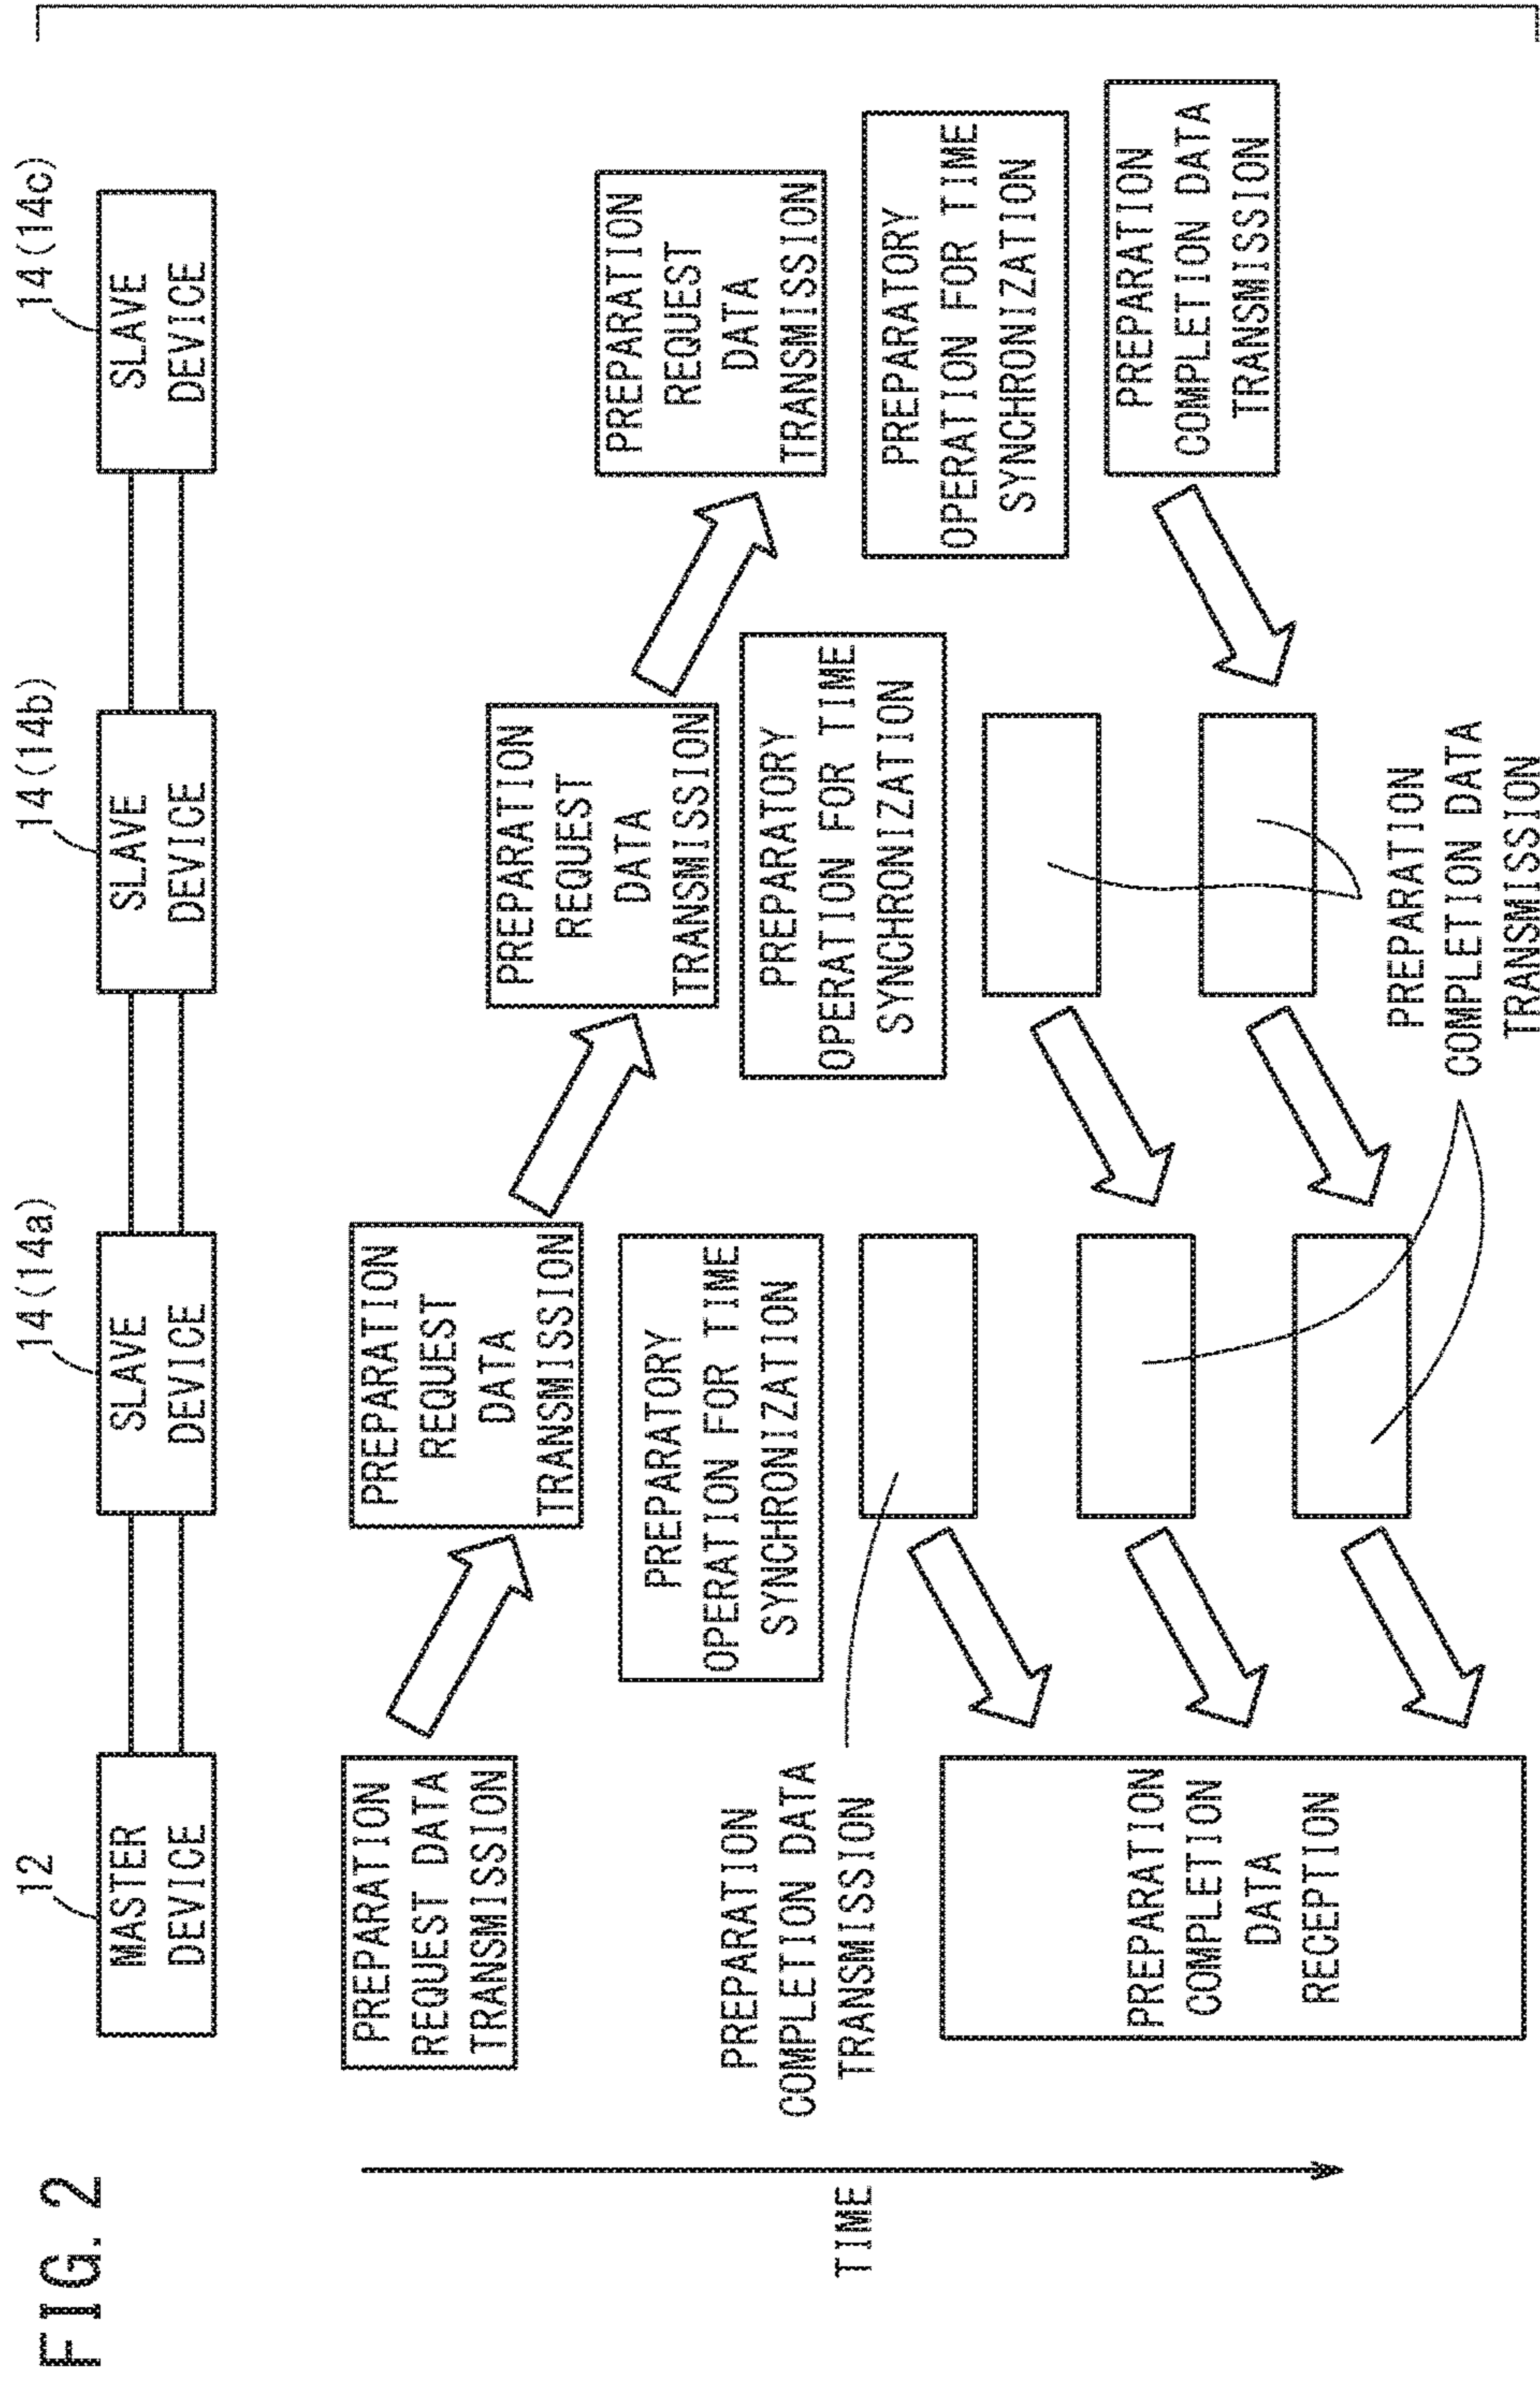 FIG. 2
12
14(14a)
14(14b)
14(14c)
MASTER
DEVICE
SLAVE
DEVICE
SLAVE
DEVICE
SLAVE
DEVICE
TIME
PREPARATION
REQUEST DATA
TRANSMISSION
PREPARATION
REQUEST
DATA
TRANSMISSION
PREPARATION
REQUEST
DATA
TRANSMISSION
PREPARATION
REQUEST
DATA
TRANSMISSION
PREPARATORY
OPERATION FOR TIME
SYNCHRONIZATION
PREPARATORY
OPERATION FOR TIME
SYNCHRONIZATION
PREPARATORY
OPERATION FOR TIME
SYNCHRONIZATION
PREPARATION
COMPLETION DATA
TRANSMISSION
PREPARATION
COMPLETION DATA
TRANSMISSION
PREPARATION
COMPLETION
DATA
RECEPTION
PREPARATION
COMPLETION DATA
TRANSMISSION